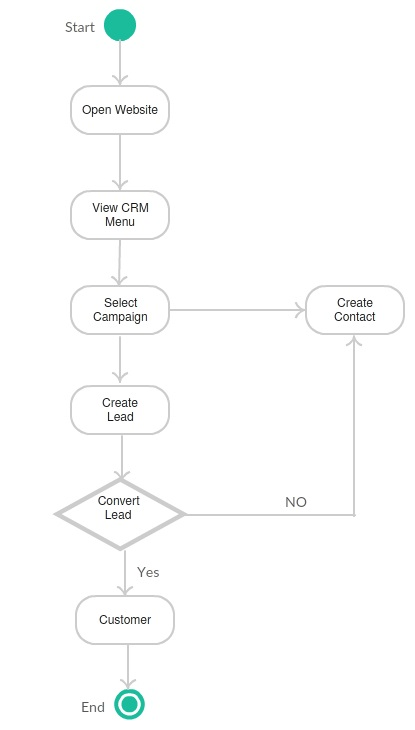 Start
Open Website
View CRM
Menu
Select
Campaign
Create
Contact
Create
Lead
Convert
Lead
NO
Yes
Customer
End